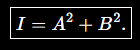 I = A² + B².